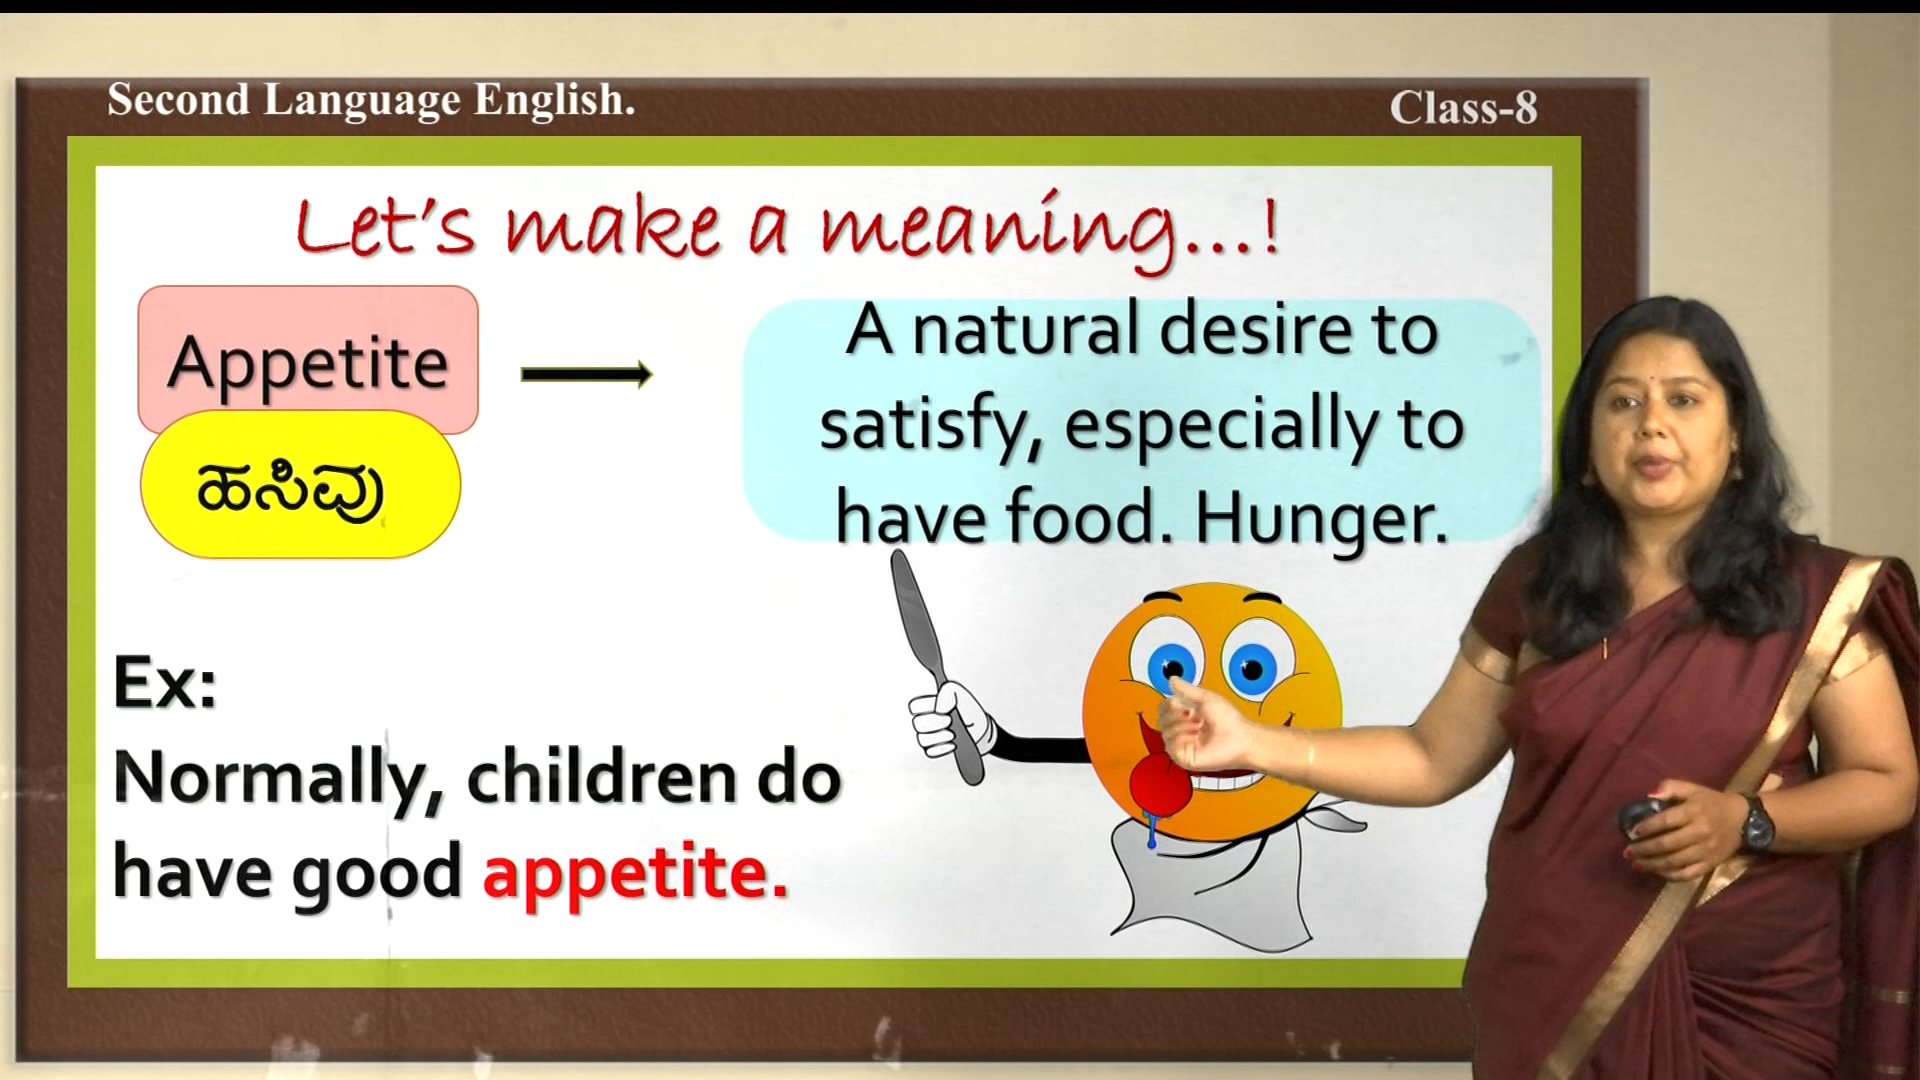 Second Language English.
Class-8
Let's make a meaning...!
Appetite
ಹಸಿವು
A natural desire to
satisfy, especially to
have food. Hunger.
Ex:
Normally, children do
have good appetite.